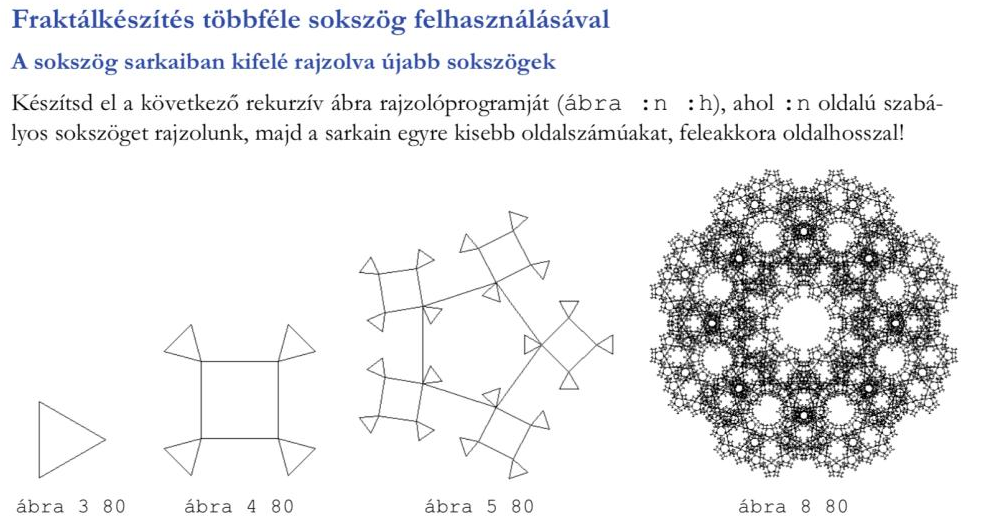 Fraktálkészítés többféle sokszög felhasználásával
A sokszög sarkaiban kifelé rajzolva újabb sokszögek
Készítsd el a következő rekurzív ábra rajzolóprogramját (ábra :n :h), ahol :n oldalú szabá-
lyos sokszöget rajzolunk, majd a sarkain egyre kisebb oldalszámúakat, feleakkora oldalhosszal!
ábra 3 80 ábra 4 80 ábra 5 80 ábra 8 80